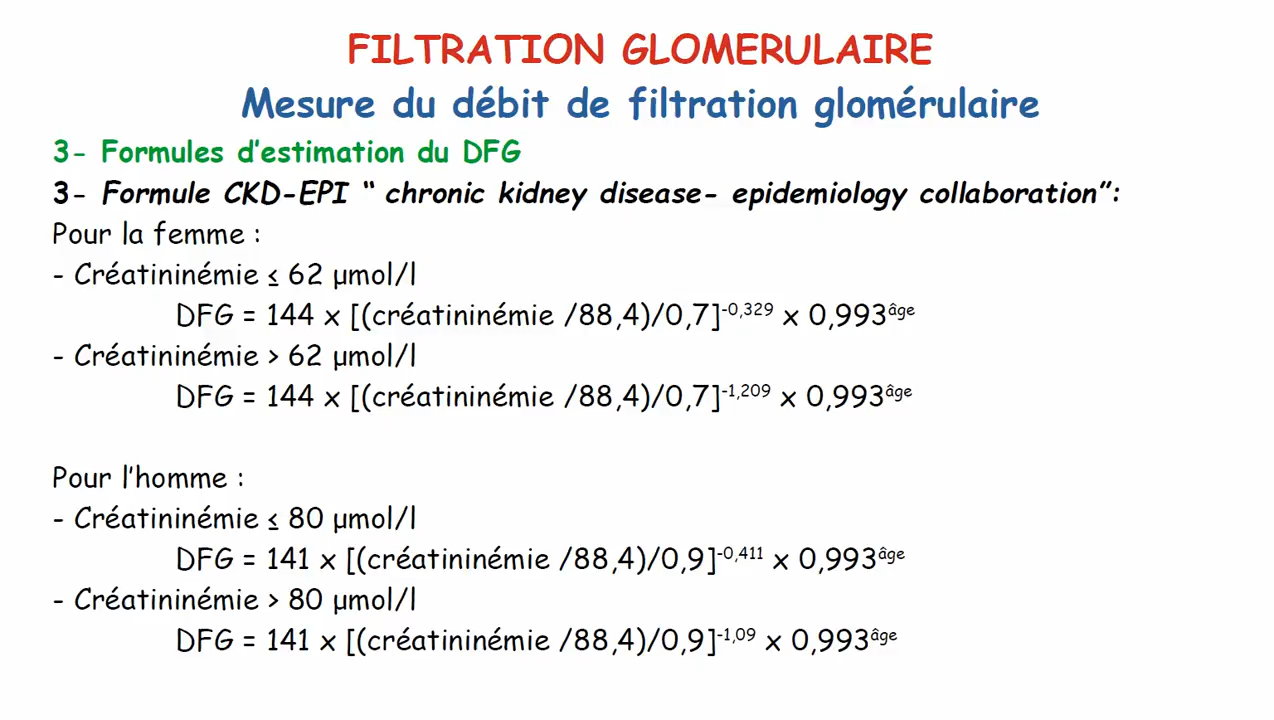 FILTRATION GLOMERULAIRE
Mesure du débit de filtration glomérulaire
3- Formules d’estimation du DFG
3- Formule CKD-EPI “ chronic kidney disease- epidemiology collaboration”:
Pour la femme :
- Créatininémie ≤ 62 µmol/l
DFG = 144 x [(créatininémie /88,4)/0,7]⁻⁰,³²⁹ x 0,993ᵃ̂ᵍᵉ
- Créatininémie > 62 µmol/l
DFG = 144 x [(créatininémie /88,4)/0,7]⁻¹,²⁰⁹ x 0,993ᵃ̂ᵍᵉ
Pour l’homme :
- Créatininémie ≤ 80 µmol/l
DFG = 141 x [(créatininémie /88,4)/0,9]⁻⁰,⁴¹¹ x 0,993ᵃ̂ᵍᵉ
- Créatininémie > 80 µmol/l
DFG = 141 x [(créatininémie /88,4)/0,9]⁻¹,⁰⁹ x 0,993ᵃ̂ᵍᵉ